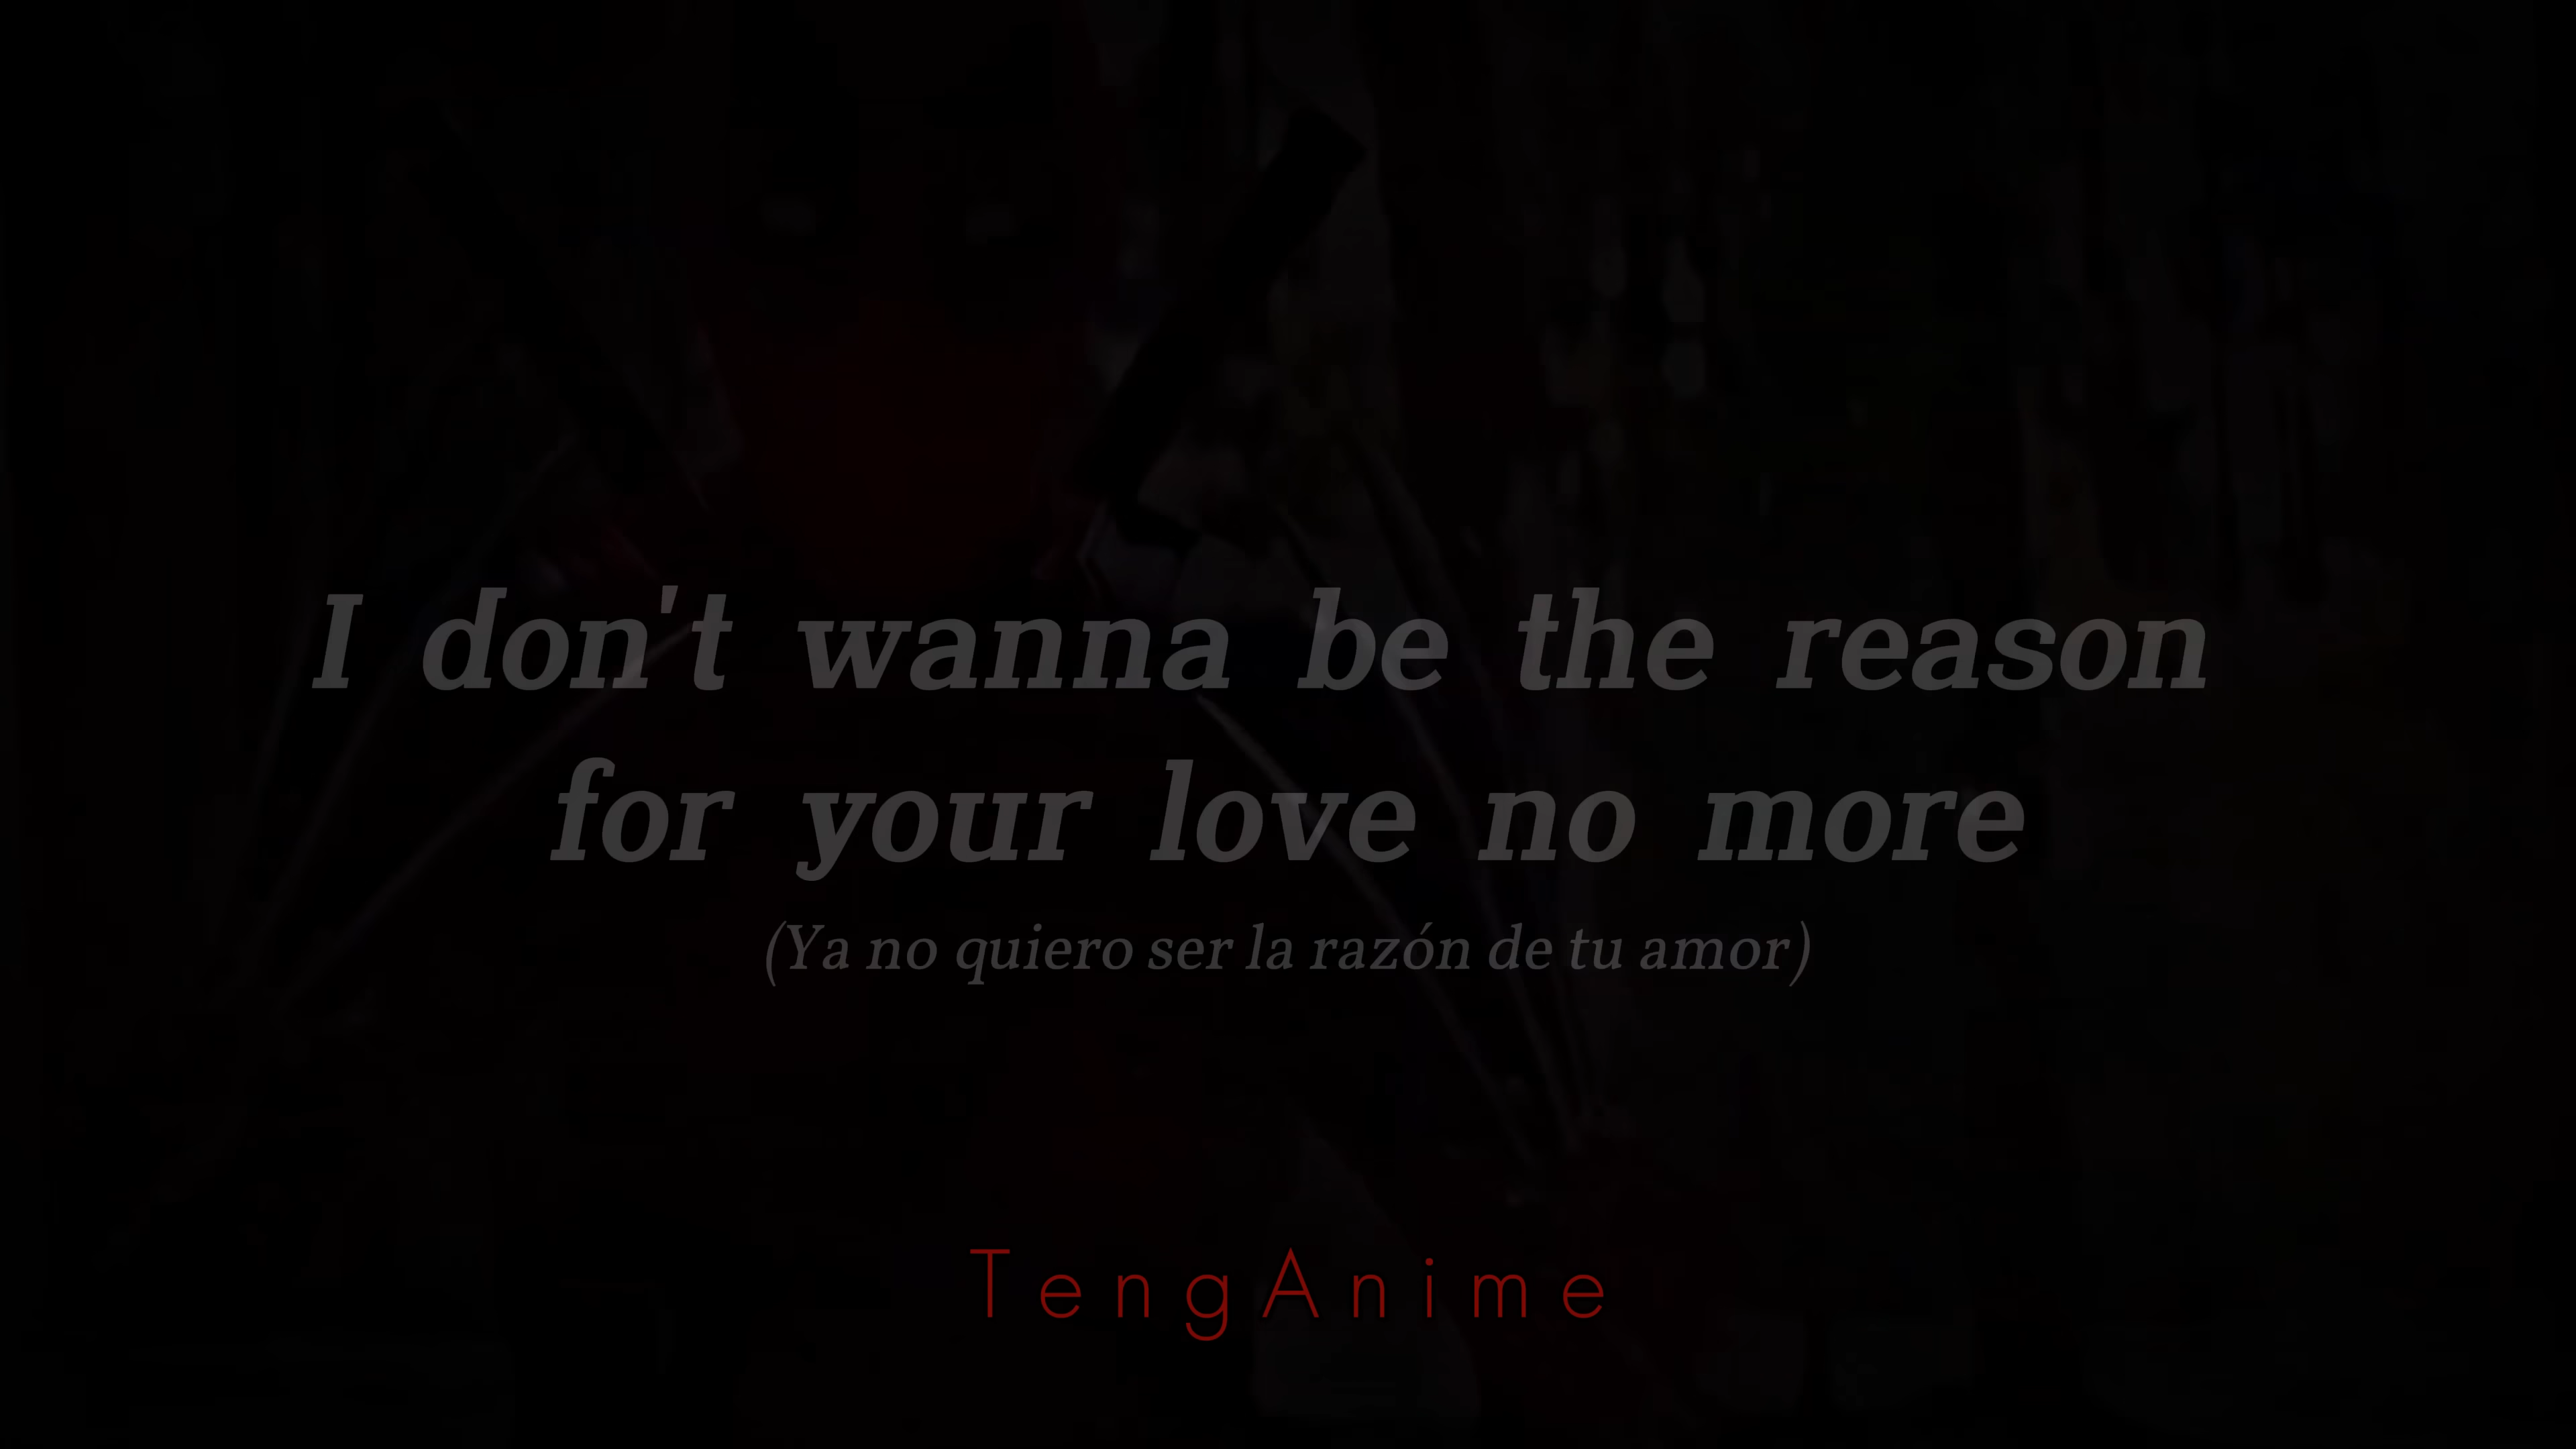 I don't wanna be the reason
for your love no more
(Ya no quiero ser la razón de tu amor)
TengAnime